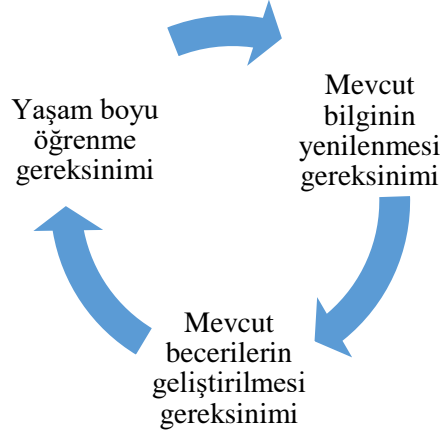 Yaşam boyu
öğrenme
gereksinimi
Mevcut
bilginin
yenilenmesi
gereksinimi
Mevcut
becerilerin
geliştirilmesi
gereksinimi